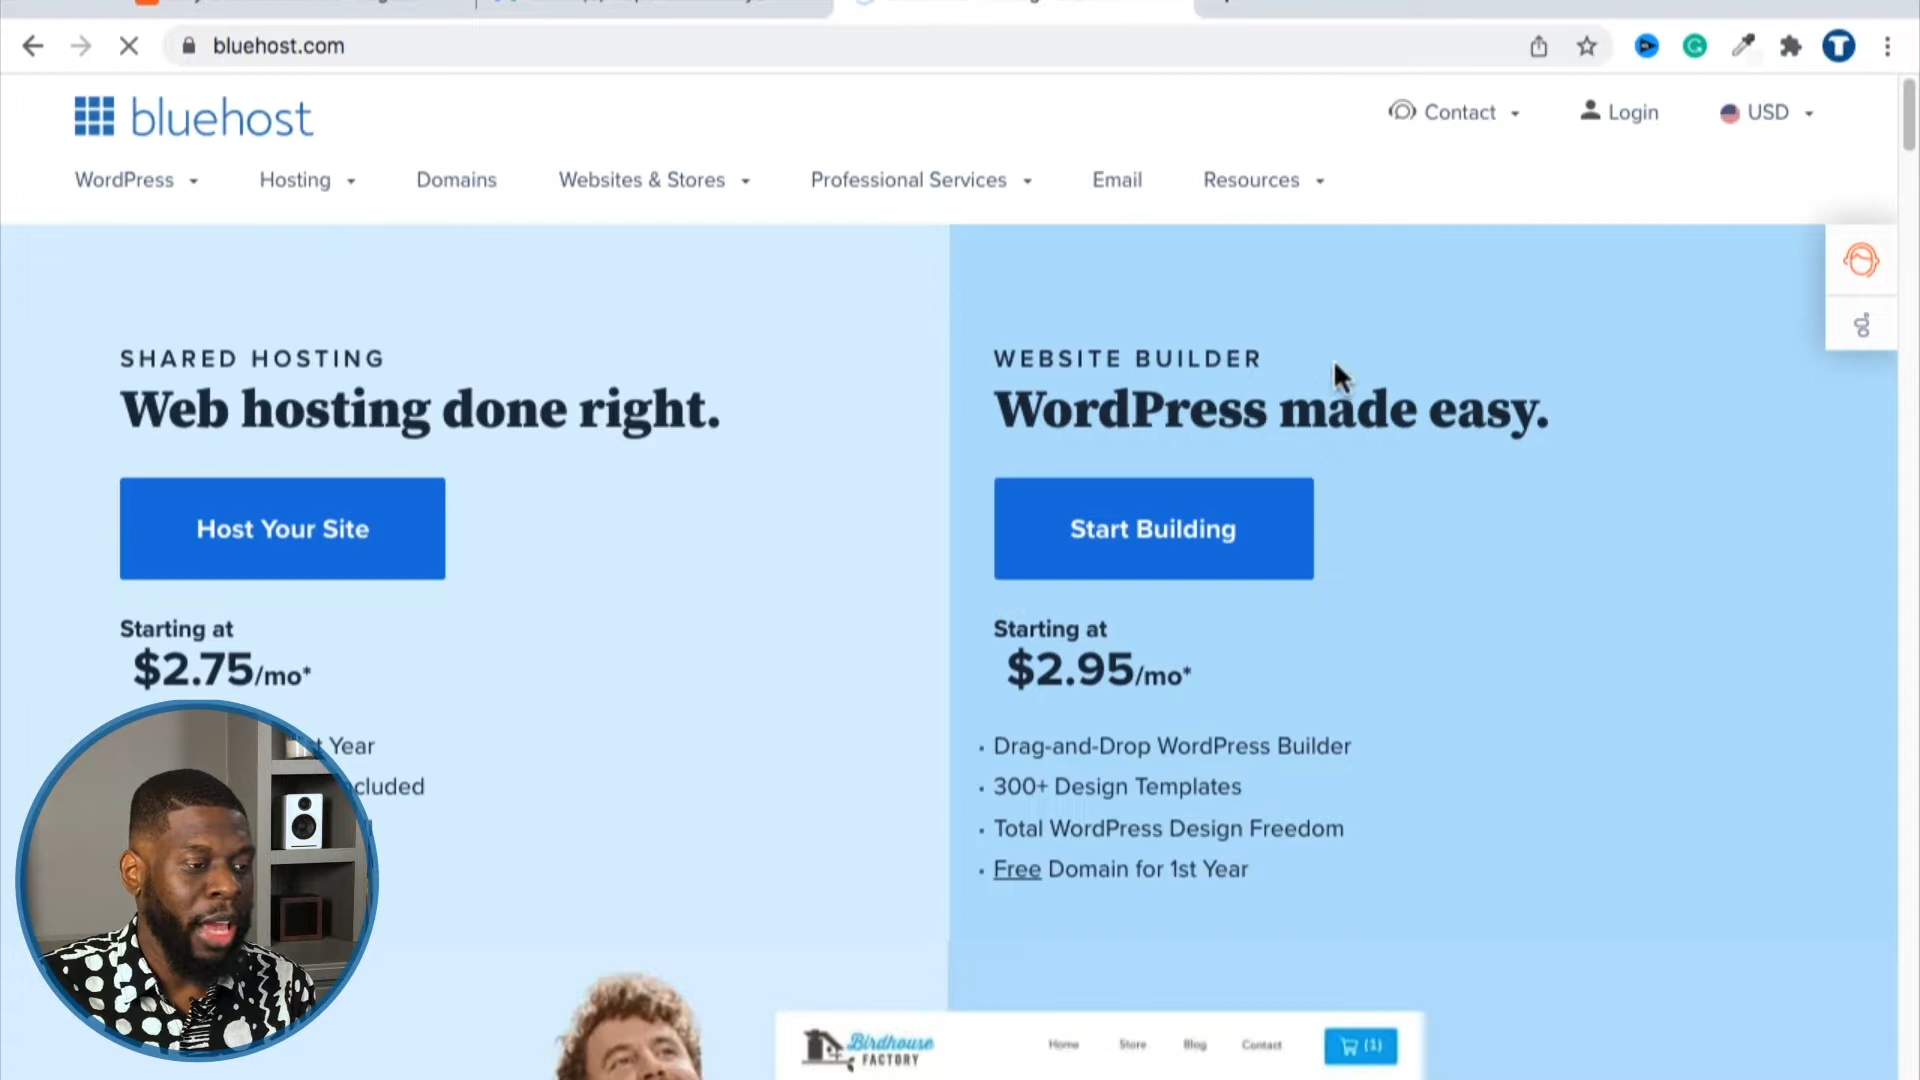 bluehost.com
bluehost
Contact
Login
USD
WordPress
Hosting
Domains
Websites & Stores
Professional Services
Email
Resources
SHARED HOSTING
Web hosting done right.
Host Your Site
Starting at
$2.75/mo*
Year
WEBSITE BUILDER
WordPress made easy.
Start Building
Starting at
$2.95/mo*
• Drag-and-Drop WordPress Builder
• 300+ Design Templates
• Total WordPress Design Freedom
• Free Domain for 1st Year
Birdhouse
FACTORY
Home
Store
Blog
Contact
(1)